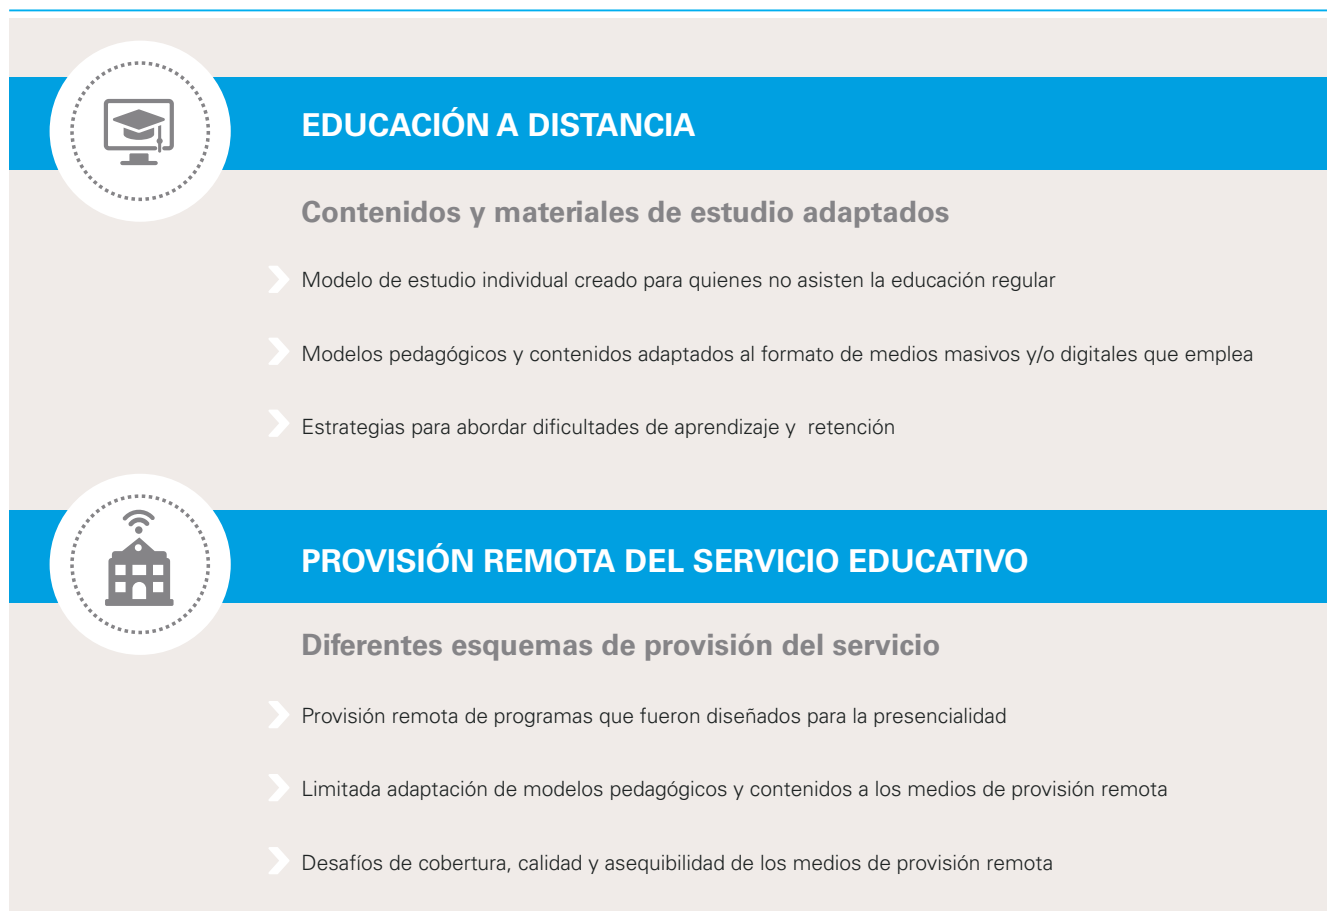 EDUCACIÓN A DISTANCIA
Contenidos y materiales de estudio adaptados
Modelo de estudio individual creado para quienes no asisten la educación regular
Modelos pedagógicos y contenidos adaptados al formato de medios masivos y/o digitales que emplea
Estrategias para abordar dificultades de aprendizaje y  retención
PROVISIÓN REMOTA DEL SERVICIO EDUCATIVO
Diferentes esquemas de provisión del servicio
Provisión remota de programas que fueron diseñados para la presencialidad
Limitada adaptación de modelos pedagógicos y contenidos a los medios de provisión remota
Desafíos de cobertura, calidad y asequibilidad de los medios de provisión remota